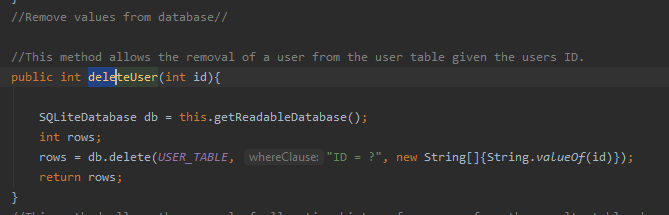 //Remove values from database//
//This method allows the removal of a user from the user table given the users ID.
public int deleteUser(int id){
SQLiteDatabase db = this.getReadableDatabase();
int rows;
rows = db.delete(USER_TABLE, whereClause: "ID = ?", new String[]{String.valueOf(id)});
return rows;
}